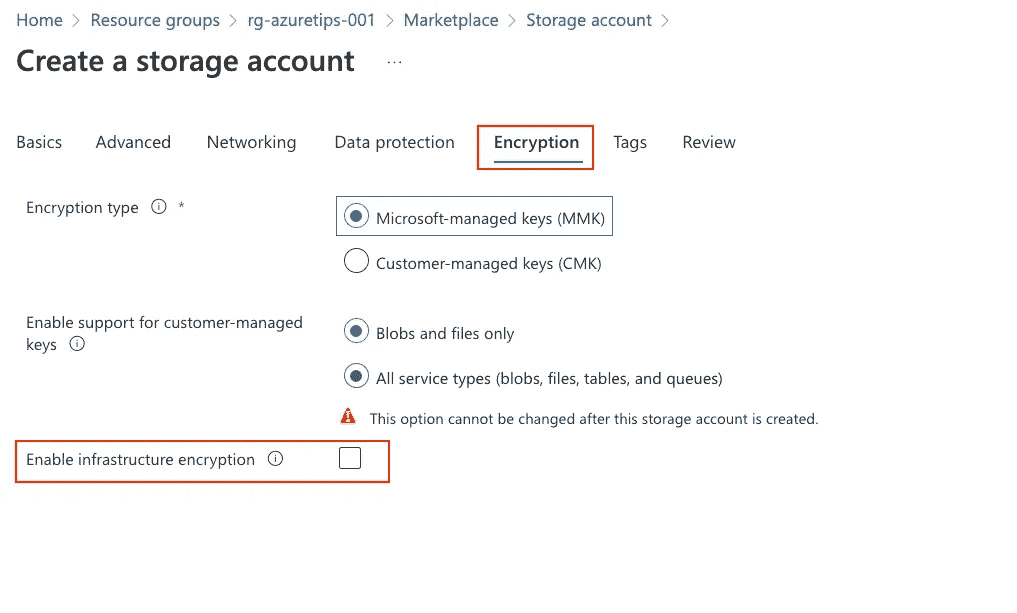 Home > Resource groups > rg-azuretips-001 > Marketplace > Storage account >
Create a storage account ...
Basics Advanced Networking Data protection Encryption Tags Review
Encryption type *
Microsoft-managed keys (MMK)
Customer-managed keys (CMK)
Enable support for customer-managed
keys
Blobs and files only
All service types (blobs, files, tables, and queues)
This option cannot be changed after this storage account is created.
Enable infrastructure encryption